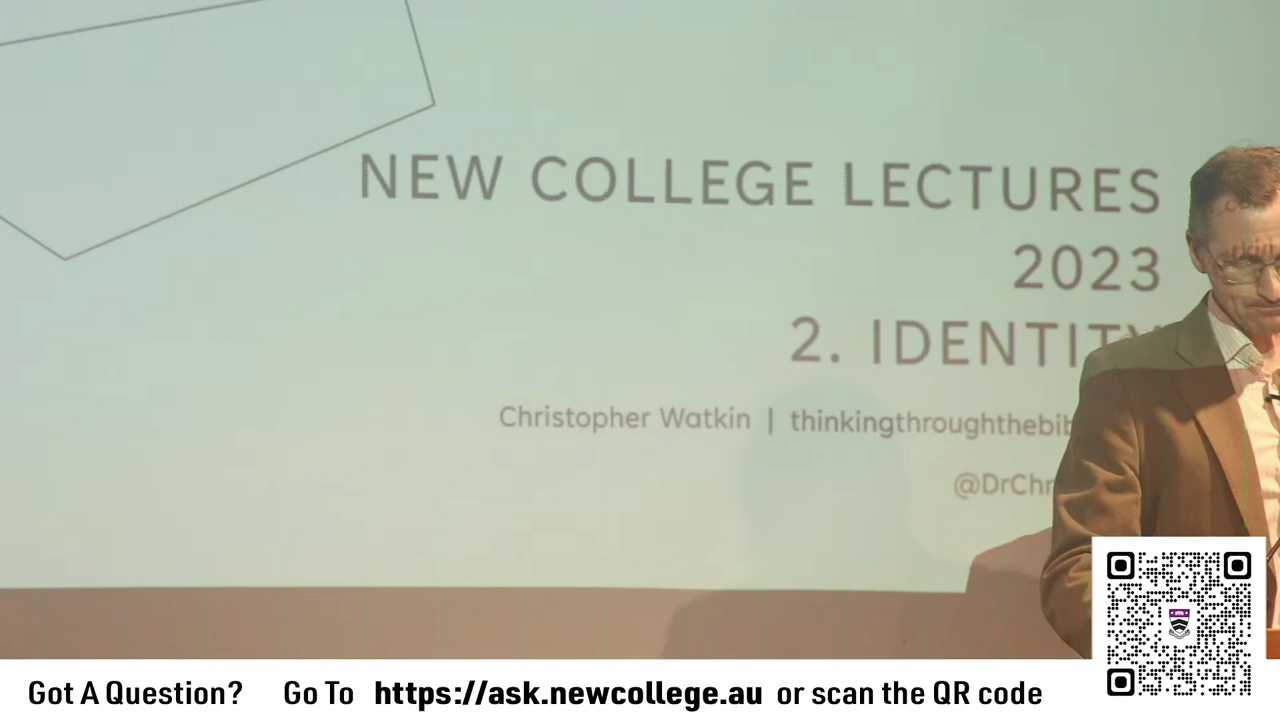 NEW COLLEGE LECTURES
2023
2. IDENTITY
Christopher Watkin | thinkingthroughthebib
@DrChr
Got A Question? Go To https://ask.newcollege.au or scan the QR code